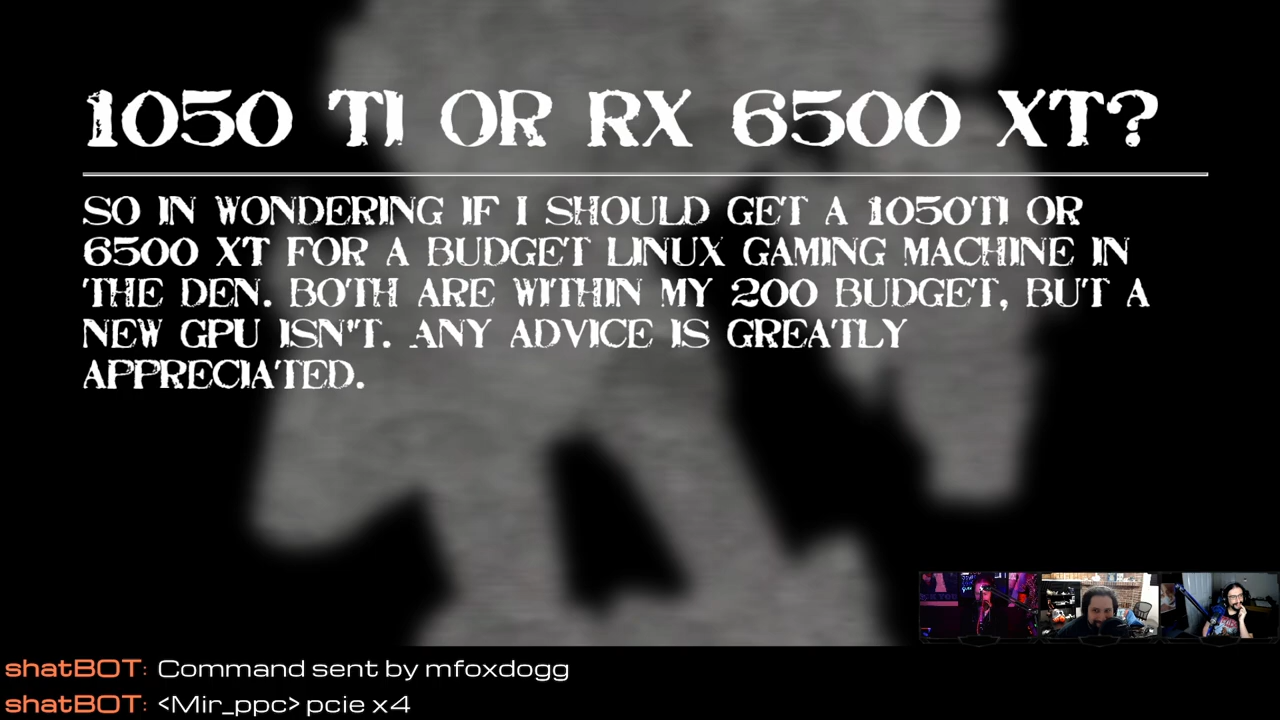 1050 TI OR RX 6500 XT?
SO IN WONDERING IF I SHOULD GET A 1050TI OR
6500 XT FOR A BUDGET LINUX GAMING MACHINE IN
THE DEN. BOTH ARE WITHIN MY 200 BUDGET, BUT A
NEW GPU ISN'T. ANY ADVICE IS GREATLY
APPRECIATED.
shatBOT: Command sent by mfoxdogg
shatBOT: <Mir_ppc> pcie x4